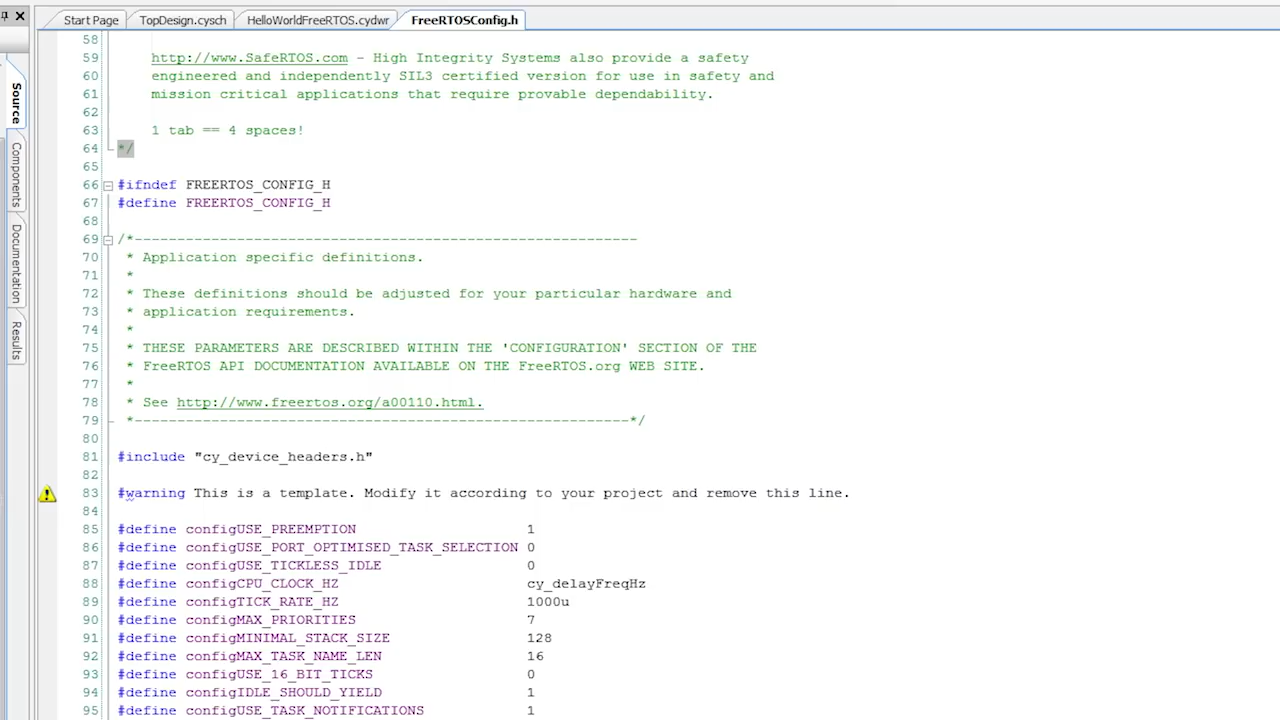 Start Page TopDesign.cysch HelloWorldFreeRTOS.cydwr FreeRTOSConfig.h
Source
Components
Documentation
Results
58
59 http://www.SafeRTOS.com - High Integrity Systems also provide a safety
60 engineered and independently SIL3 certified version for use in safety and
61 mission critical applications that require provable dependability.
62
63 1 tab == 4 spaces!
64 */
65
66 #ifndef FREERTOS_CONFIG_H
67 #define FREERTOS_CONFIG_H
68
69 /*-----------------------------------------------------------
70 * Application specific definitions.
71 *
72 * These definitions should be adjusted for your particular hardware and
73 * application requirements.
74 *
75 * THESE PARAMETERS ARE DESCRIBED WITHIN THE 'CONFIGURATION' SECTION OF THE
76 * FreeRTOS API DOCUMENTATION AVAILABLE ON THE FreeRTOS.org WEB SITE.
77 *
78 * See http://www.freertos.org/a00110.html.
79 *----------------------------------------------------------*/
80
81 #include "cy_device_headers.h"
82
83 #warning This is a template. Modify it according to your project and remove this line.
84
85 #define configUSE_PREEMPTION 1
86 #define configUSE_PORT_OPTIMISED_TASK_SELECTION 0
87 #define configUSE_TICKLESS_IDLE 0
88 #define configCPU_CLOCK_HZ cy_delayFreqHz
89 #define configTICK_RATE_HZ 1000u
90 #define configMAX_PRIORITIES 7
91 #define configMINIMAL_STACK_SIZE 128
92 #define configMAX_TASK_NAME_LEN 16
93 #define configUSE_16_BIT_TICKS 0
94 #define configIDLE_SHOULD_YIELD 1
95 #define configUSE_TASK_NOTIFICATIONS 1